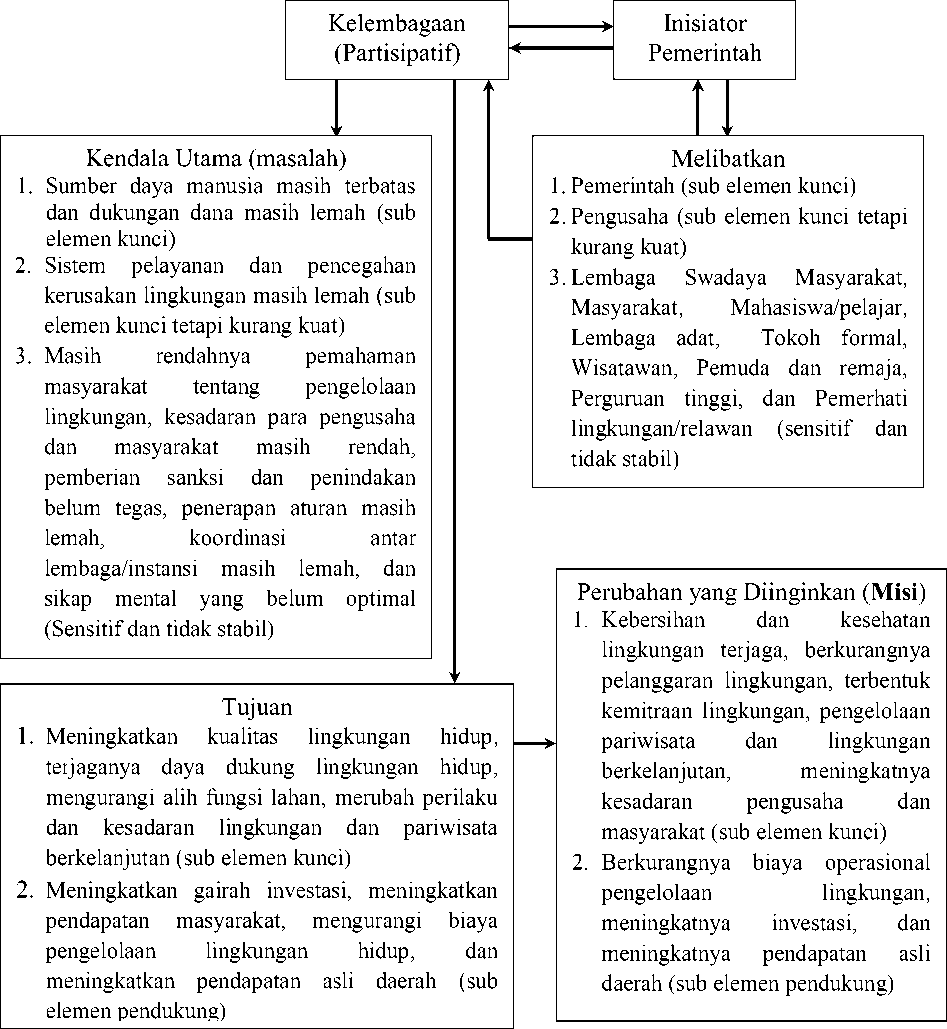 Kelembagaan
(Partisipatif)
Inisiator
Pemerintah
Kendala Utama (masalah)
1. Sumber daya manusia masih terbatas
dan dukungan dana masih lemah (sub
elemen kunci)
2. Sistem pelayanan dan pencegahan
kerusakan lingkungan masih lemah (sub
elemen kunci tetapi kurang kuat)
3. Masih rendahnya pemahaman
masyarakat tentang pengelolaan
lingkungan, kesadaran para pengusaha
dan masyarakat masih rendah,
pemberian sanksi dan penindakan
belum tegas, penerapan aturan masih
lemah, koordinasi antar
lembaga/instansi masih lemah, dan
sikap mental yang belum optimal
(Sensitif dan tidak stabil)
Melibatkan
1. Pemerintah (sub elemen kunci)
2. Pengusaha (sub elemen kunci tetapi
kurang kuat)
3. Lembaga Swadaya Masyarakat,
Masyarakat, Mahasiswa/pelajar,
Lembaga adat, Tokoh formal,
Wisatawan, Pemuda dan remaja,
Perguruan tinggi, dan Pemerhati
lingkungan/relawan (sensitif dan
tidak stabil)
Tujuan
1. Meningkatkan kualitas lingkungan hidup,
terjaganya daya dukung lingkungan hidup,
mengurangi alih fungsi lahan, merubah perilaku
dan kesadaran lingkungan dan pariwisata
berkelanjutan (sub elemen kunci)
2. Meningkatkan gairah investasi, meningkatkan
pendapatan masyarakat, mengurangi biaya
pengelolaan lingkungan hidup, dan
meningkatkan pendapatan asli daerah (sub
elemen pendukung)
Perubahan yang Diinginkan (Misi)
1. Kebersihan dan kesehatan
lingkungan terjaga, berkurangnya
pelanggaran lingkungan, terbentuk
kemitraan lingkungan, pengelolaan
pariwisata dan lingkungan
berkelanjutan, meningkatnya
kesadaran pengusaha dan
masyarakat (sub elemen kunci)
2. Berkurangnya biaya operasional
pengelolaan lingkungan,
meningkatnya investasi, dan
meningkatnya pendapatan asli
daerah (sub elemen pendukung)